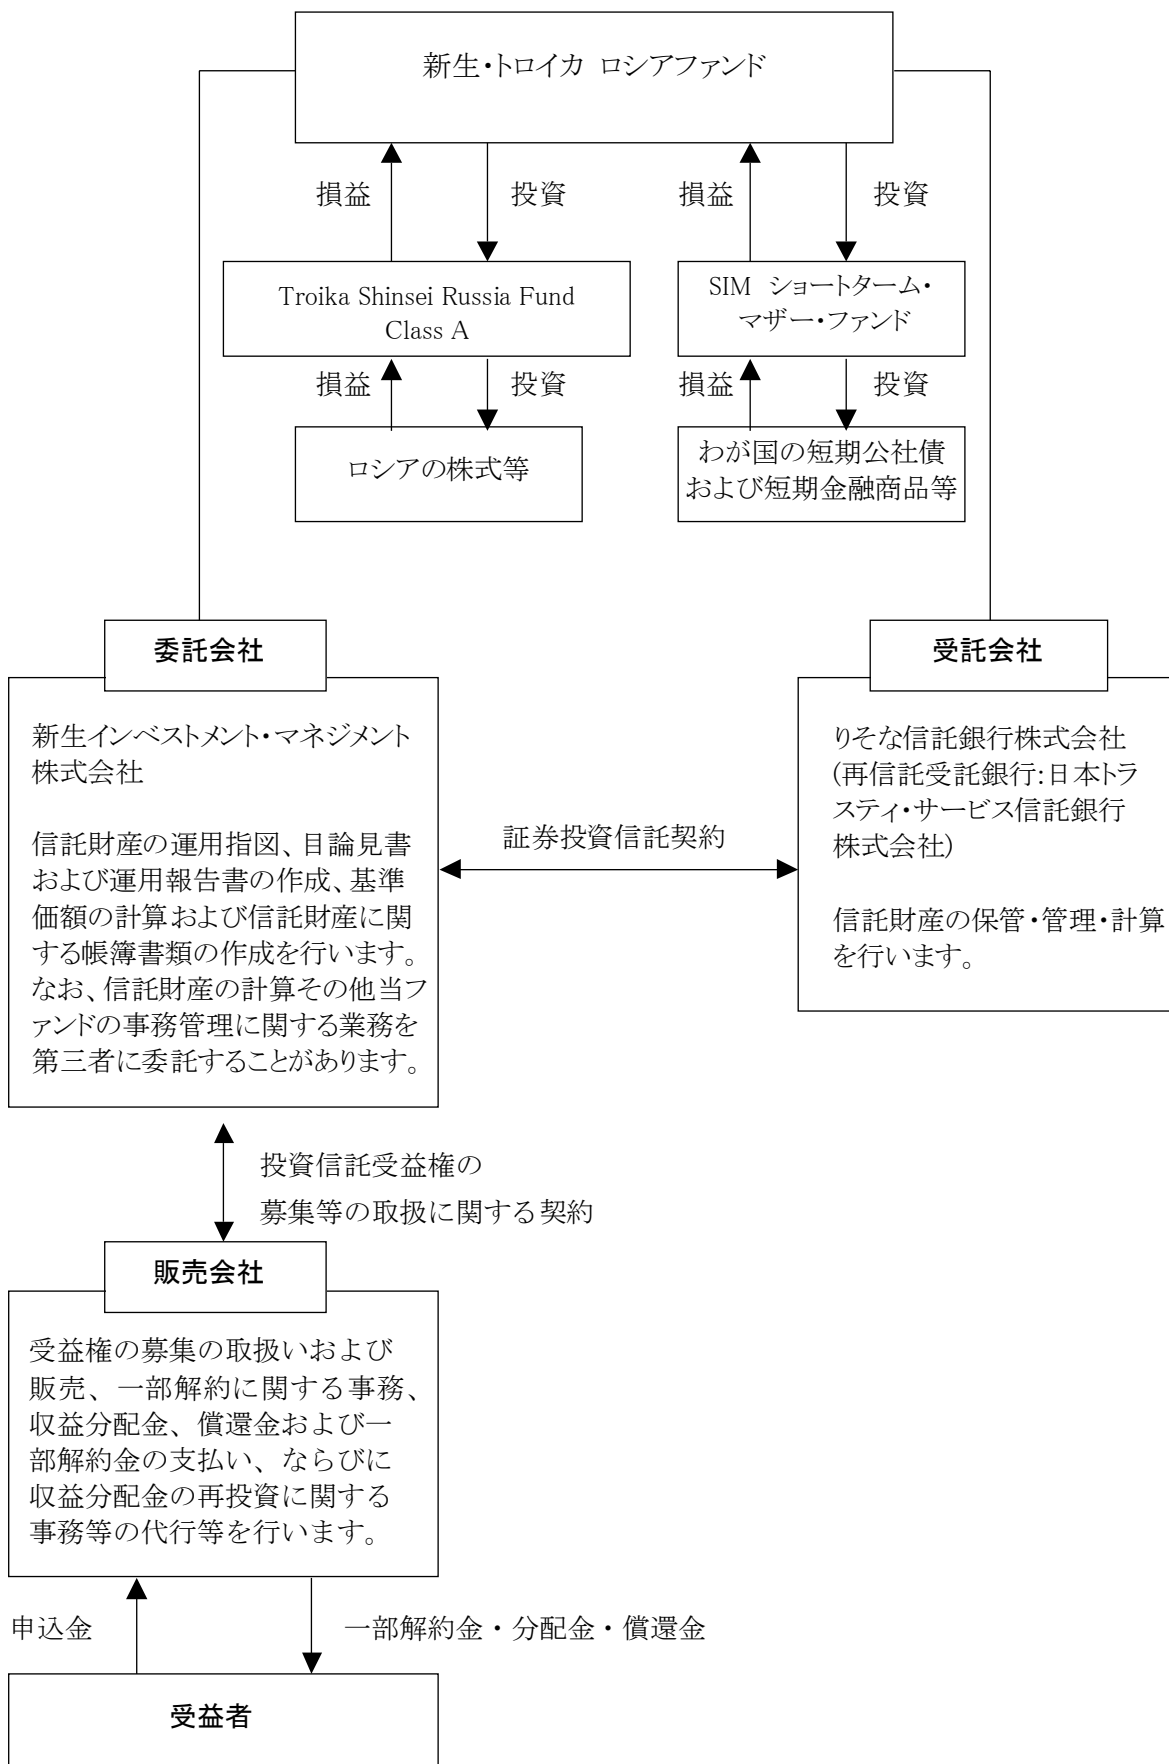 新生・トロイカ ロシアファンド
損益
投資
損益
投資
Troika Shinsei Russia Fund
Class A
SIM ショートターム・
マザー・ファンド
損益
投資
損益
投資
ロシアの株式等
わが国の短期公社債
および短期金融商品等
委託会社
新生インベストメント・マネジメント
株式会社
信託財産の運用指図、目論見書
および運用報告書の作成、基準
価額の計算および信託財産に関
する帳簿書類の作成を行います。
なお、信託財産の計算その他当フ
ァンドの事務管理に関する業務を
第三者に委託することがあります。
証券投資信託契約
受託会社
りそな信託銀行株式会社
(再信託受託銀行:日本トラ
スティ・サービス信託銀行
株式会社)
信託財産の保管・管理・計算
を行います。
投資信託受益権の
募集等の取扱に関する契約
販売会社
受益権の募集の取扱いおよび
販売、一部解約に関する事務、
収益分配金、償還金および一
部解約金の支払い、ならびに
収益分配金の再投資に関する
事務等の代行等を行います。
申込金
一部解約金・分配金・償還金
受益者